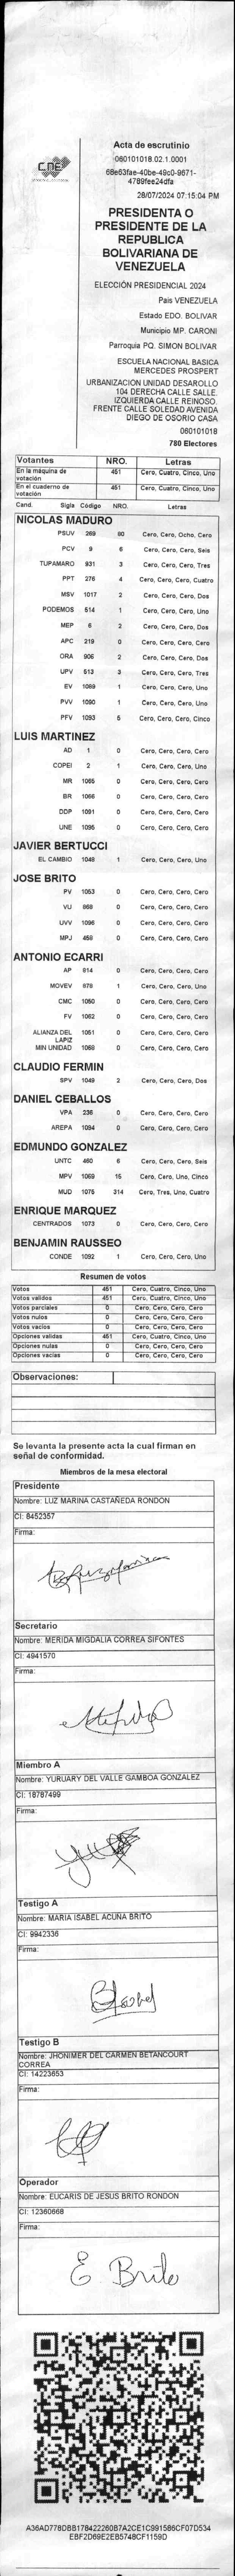 CNE
Acta de escrutinio
060101018.02.1.0001
68e63fae-40be-49c0-9671-
4789fee24dfa
28/07/2024 07:15:04 PM
PRESIDENTA O
PRESIDENTE DE LA
REPUBLICA
BOLIVARIANA DE
VENEZUELA
ELECCIÓN PRESIDENCIAL 2024
Pais VENEZUELA
Estado EDO. BOLIVAR
Municipio MP. CARONI
Parroquia PQ. SIMON BOLIVAR
ESCUELA NACIONAL BASICA
MERCEDES PROSPERT
URBANIZACION UNIDAD DESAROLLO
104 DERECHA CALLE SALLE.
IZQUIERDA CALLE REINOSO.
FRENTE CALLE SOLEDAD AVENIDA
DIEGO DE OSORIO CASA
060101018
780 Electores
Votantes NRO. Letras
En la máquina de votación 451 Cero, Cuatro, Cinco, Uno
En el cuaderno de votación 451 Cero, Cuatro, Cinco, Uno
Cand. Sigla Código NRO. Letras
NICOLAS MADURO
PSUV 269 80 Cero, Cero, Ocho, Cero
PCV 9 6 Cero, Cero, Cero, Seis
TUPAMARO 931 3 Cero, Cero, Cero, Tres
PPT 276 4 Cero, Cero, Cero, Cuatro
MSV 1017 2 Cero, Cero, Cero, Dos
PODEMOS 514 1 Cero, Cero, Cero, Uno
MEP 6 2 Cero, Cero, Cero, Dos
APC 219 0 Cero, Cero, Cero, Cero
ORA 906 2 Cero, Cero, Cero, Dos
UPV 513 3 Cero, Cero, Cero, Tres
EV 1089 1 Cero, Cero, Cero, Uno
PVV 1090 1 Cero, Cero, Cero, Uno
PFV 1093 5 Cero, Cero, Cero, Cinco
LUIS MARTINEZ
AD 1 0 Cero, Cero, Cero, Cero
COPEI 2 1 Cero, Cero, Cero, Uno
MR 1065 0 Cero, Cero, Cero, Cero
BR 1066 0 Cero, Cero, Cero, Cero
DDP 1091 0 Cero, Cero, Cero, Cero
UNE 1095 0 Cero, Cero, Cero, Cero
JAVIER BERTUCCI
EL CAMBIO 1048 1 Cero, Cero, Cero, Uno
JOSE BRITO
PV 1053 0 Cero, Cero, Cero, Cero
VU 868 0 Cero, Cero, Cero, Cero
UVV 1096 0 Cero, Cero, Cero, Cero
MPJ 458 0 Cero, Cero, Cero, Cero
ANTONIO ECARRI
AP 814 0 Cero, Cero, Cero, Cero
MOVEV 878 1 Cero, Cero, Cero, Uno
CMC 1050 0 Cero, Cero, Cero, Cero
FV 1062 0 Cero, Cero, Cero, Cero
ALIANZA DEL LAPIZ 1051 0 Cero, Cero, Cero, Cero
MIN UNIDAD 1068 0 Cero, Cero, Cero, Cero
CLAUDIO FERMIN
SPV 1049 2 Cero, Cero, Cero, Dos
DANIEL CEBALLOS
VPA 236 0 Cero, Cero, Cero, Cero
AREPA 1094 0 Cero, Cero, Cero, Cero
EDMUNDO GONZALEZ
UNTC 460 6 Cero, Cero, Cero, Seis
MPV 1069 15 Cero, Cero, Uno, Cinco
MUD 1075 314 Cero, Tres, Uno, Cuatro
ENRIQUE MARQUEZ
CENTRADOS 1073 0 Cero, Cero, Cero, Cero
BENJAMIN RAUSSEO
CONDE 1092 1 Cero, Cero, Cero, Uno
Resumen de votos
Votos 451 Cero, Cuatro, Cinco, Uno
Votos validos 451 Cero, Cuatro, Cinco, Uno
Votos parciales 0 Cero, Cero, Cero, Cero
Votos nulos 0 Cero, Cero, Cero, Cero
Votos vacios 0 Cero, Cero, Cero, Cero
Opciones validas 451 Cero, Cuatro, Cinco, Uno
Opciones nulas 0 Cero, Cero, Cero, Cero
Opciones vacias 0 Cero, Cero, Cero, Cero
Observaciones:
Se levanta la presente acta la cual firman en
señal de conformidad.
Miembros de la mesa electoral
Presidente
Nombre: LUZ MARINA CASTAÑEDA RONDON
CI: 8452357
Firma:
Secretario
Nombre: MERIDA MIGDALIA CORREA SIFONTES
CI: 4941570
Firma:
Miembro A
Nombre: YURUARY DEL VALLE GAMBOA GONZALEZ
CI: 18787499
Firma:
Testigo A
Nombre: MARIA ISABEL ACUÑA BRITO
CI: 9942336
Firma:
Testigo B
Nombre: JHONIMER DEL CARMEN BETANCOURT
CORREA
CI: 14223653
Firma:
Operador
Nombre: EUCARIS DE JESUS BRITO RONDON
CI: 12360668
Firma:
E Brito
A36AD778DBB178422260B7A2CE1C991586CF07D534
EBF2D69E2EB5748CF1159D